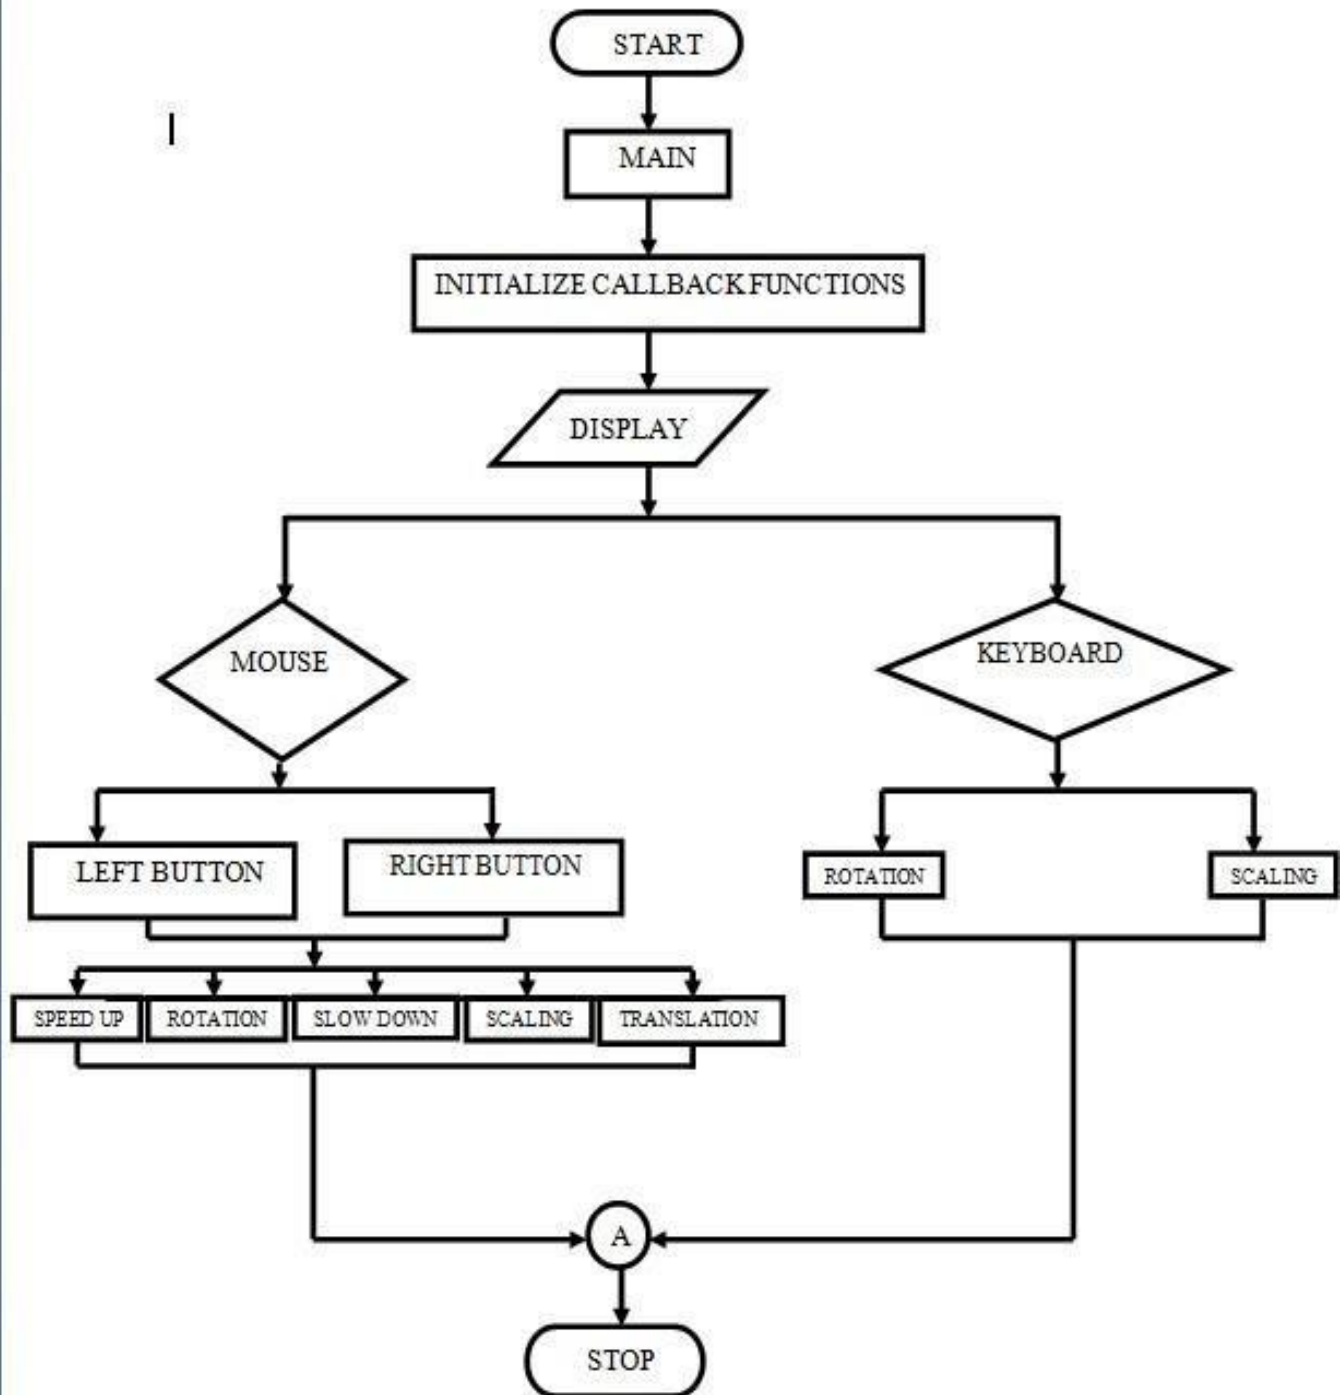 START
MAIN
INITIALIZE CALLBACK FUNCTIONS
DISPLAY
MOUSE
KEYBOARD
LEFT BUTTON
RIGHT BUTTON
ROTATION
SCALING
SPEED UP
ROTATION
SLOW DOWN
SCALING
TRANSLATION
A
STOP